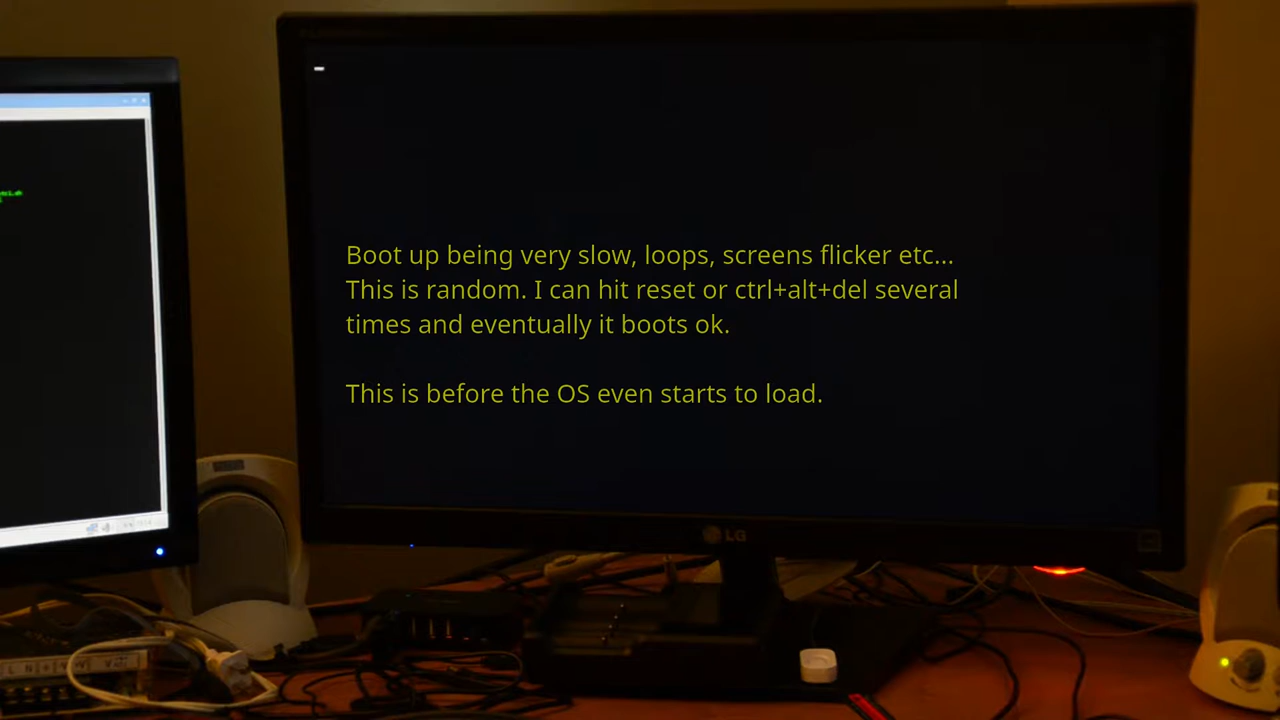 Boot up being very slow, loops, screens flicker etc...
This is random. I can hit reset or ctrl+alt+del several
times and eventually it boots ok.
This is before the OS even starts to load.
LG